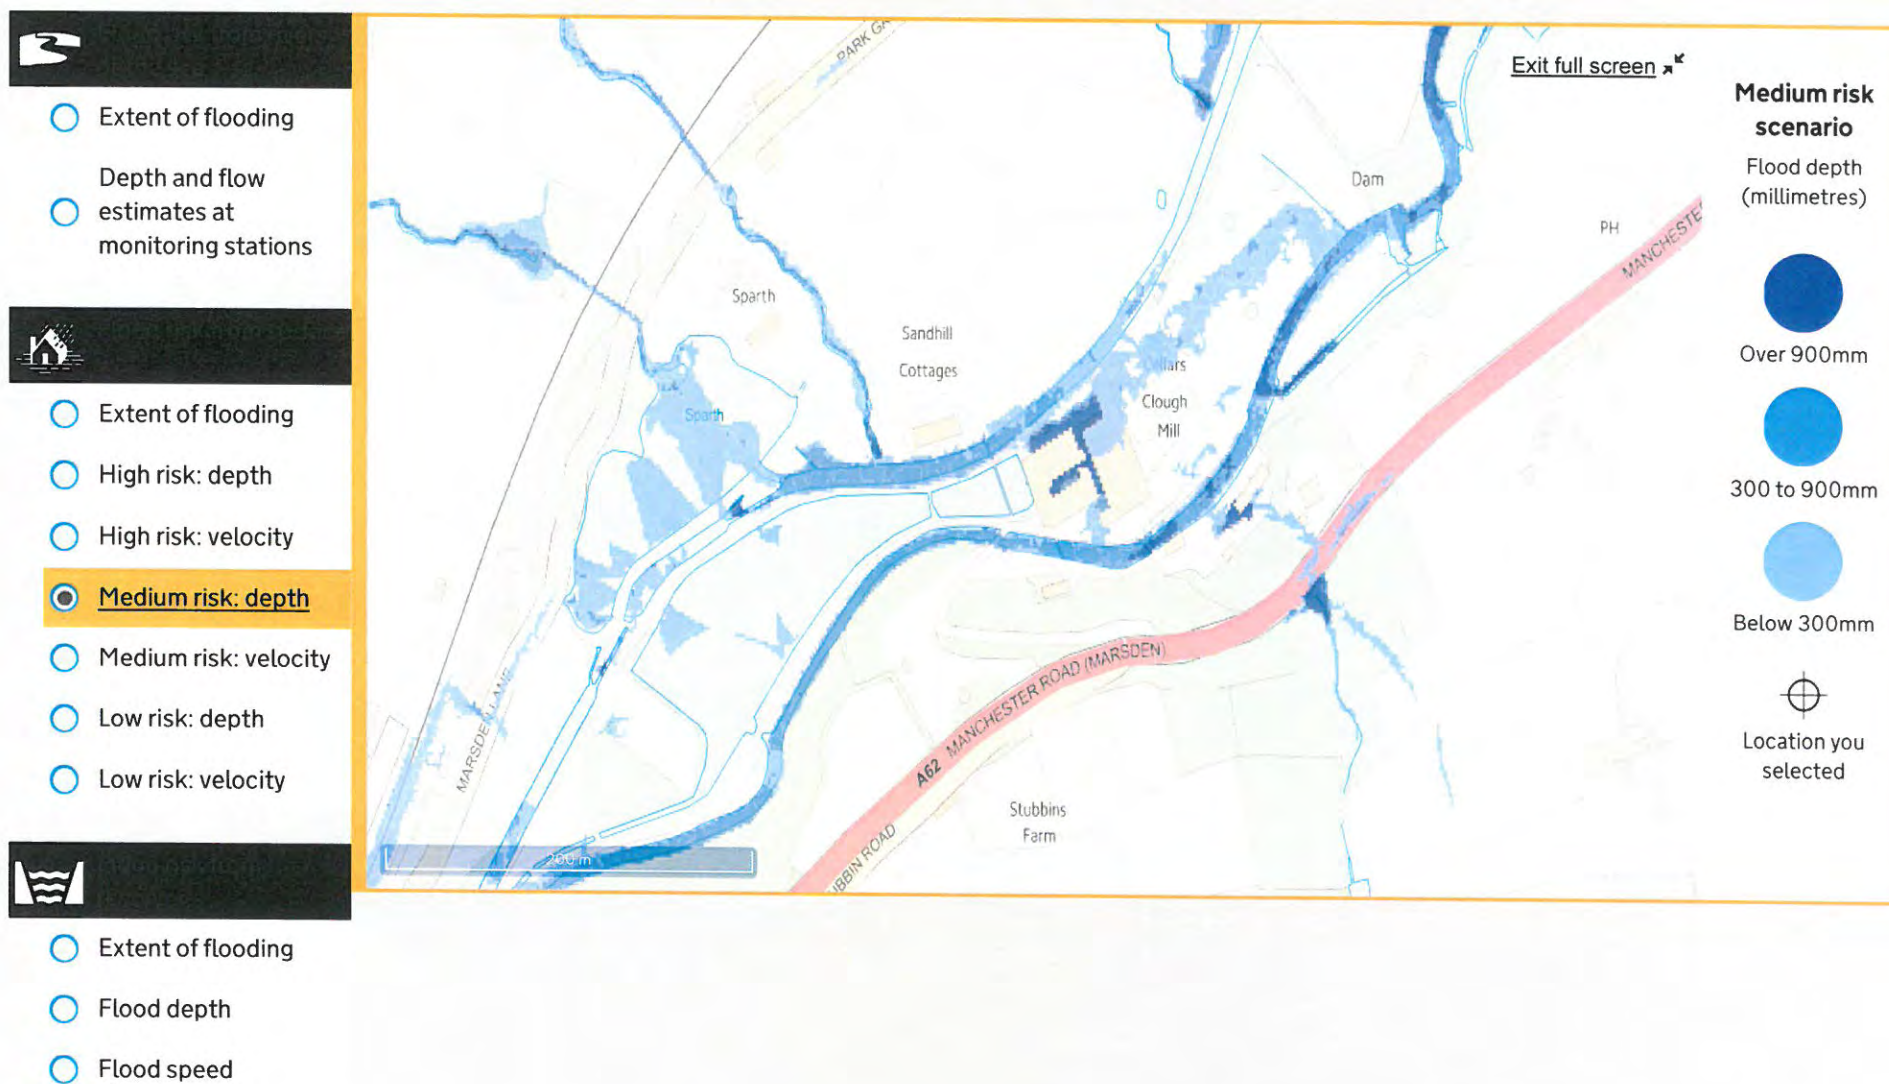 Extent of flooding
Depth and flow
estimates at
monitoring stations
Extent of flooding
High risk: depth
High risk: velocity
Medium risk: depth
Medium risk: velocity
Low risk: depth
Low risk: velocity
Extent of flooding
Flood depth
Flood speed
PARK
Exit full screen
Dam
PH
MANCHESTER
Sparth
Sandhill
Cottages
Sparth
Clough
Mill
MARSDEN LANE
A62 MANCHESTER ROAD (MARSDEN)
Stubbins
Farm
ROAD
200 m
Medium risk
scenario
Flood depth
(millimetres)
Over 900mm
300 to 900mm
Below 300mm
Location you
selected